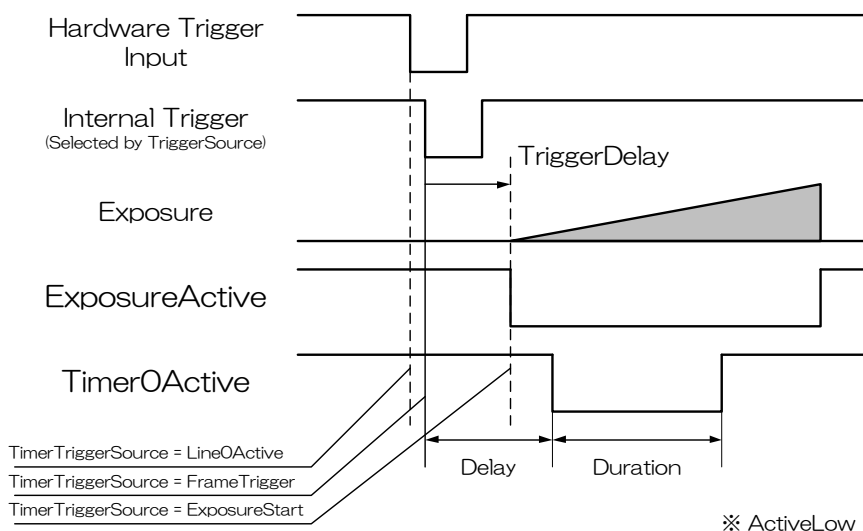 Hardware Trigger
Input
Internal Trigger
(Selected by TriggerSource)
TriggerDelay
Exposure
ExposureActive
Timer0Active
TimerTriggerSource = Line0Active
TimerTriggerSource = FrameTrigger
TimerTriggerSource = ExposureStart
Delay
Duration
※ ActiveLow